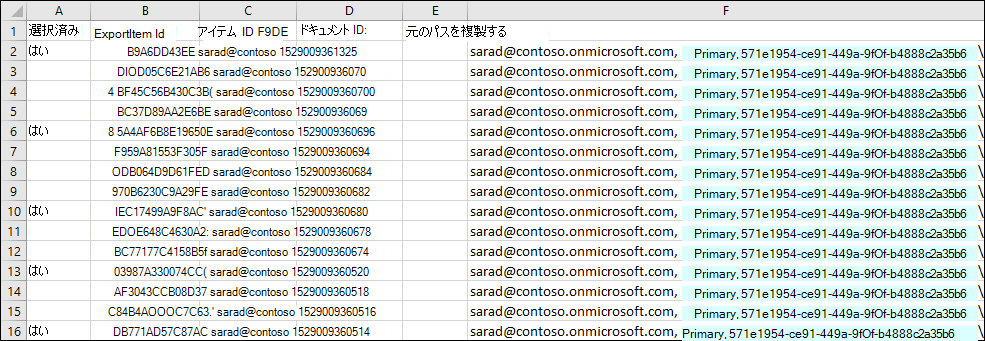 A B C D E F
1 選択済み ExportItem Id アイテム ID F9DE ドキュメント ID: 元のパスを複製する
2 はい B9A6DD43EE sarad@contoso 1529009361325 sarad@contoso.onmicrosoft.com, Primary, 571e1954-ce91-449a-9fOf-b4888c2a35b6 \
3 DIOD05C6E21AB6 sarad@contoso 152900936070 sarad@contoso.onmicrosoft.com, Primary, 571e1954-ce91-449a-9fOf-b4888c2a35b6 \
4 4 BF45C56B430C3B( sarad@contoso 1529009360700 sarad@contoso.onmicrosoft.com, Primary, 571e1954-ce91-449a-9fOf-b4888c2a35b6 \
5 BC37D89AA2E6BE sarad@contoso 152900936069 sarad@contoso.onmicrosoft.com, Primary, 571e1954-ce91-449a-9fOf-b4888c2a35b6 \
6 はい 8 5A4AF6B8E19650E sarad@contoso 1529009360696 sarad@contoso.onmicrosoft.com, Primary, 571e1954-ce91-449a-9fOf-b4888c2a35b6 \
7 F959A81553F305F sarad@contoso 1529009360694 sarad@contoso.onmicrosoft.com, Primary, 571e1954-ce91-449a-9fOf-b4888c2a35b6 \
8 ODB064D9D61FED sarad@contoso 1529009360684 sarad@contoso.onmicrosoft.com, Primary, 571e1954-ce91-449a-9fOf-b4888c2a35b6 \
9 970B6230C9A29FE sarad@contoso 1529009360682 sarad@contoso.onmicrosoft.com, Primary, 571e1954-ce91-449a-9fOf-b4888c2a35b6 \
10 はい IEC17499A9F8AC' sarad@contoso 1529009360680 sarad@contoso.onmicrosoft.com, Primary, 571e1954-ce91-449a-9fOf-b4888c2a35b6 \
11 EDOE648C4630A2: sarad@contoso 1529009360678 sarad@contoso.onmicrosoft.com, Primary, 571e1954-ce91-449a-9fOf-b4888c2a35b6 \
12 BC77177C4158B5f sarad@contoso 1529009360674 sarad@contoso.onmicrosoft.com, Primary, 571e1954-ce91-449a-9fOf-b4888c2a35b6 \
13 はい 03987A330074CC( sarad@contoso 1529009360520 sarad@contoso.onmicrosoft.com, Primary, 571e1954-ce91-449a-9fOf-b4888c2a35b6 \
14 AF3043CCB08D37 sarad@contoso 1529009360518 sarad@contoso.onmicrosoft.com, Primary, 571e1954-ce91-449a-9fOf-b4888c2a35b6 \
15 C84B4AOOOC7C63.' sarad@contoso 1529009360516 sarad@contoso.onmicrosoft.com, Primary, 571e1954-ce91-449a-9fOf-b4888c2a35b6 \
16 はい DB771AD57C87AC sarad@contoso 1529009360514 sarad@contoso.onmicrosoft.com, Primary, 571e1954-ce91-449a-9fOf-b4888c2a35b6 \